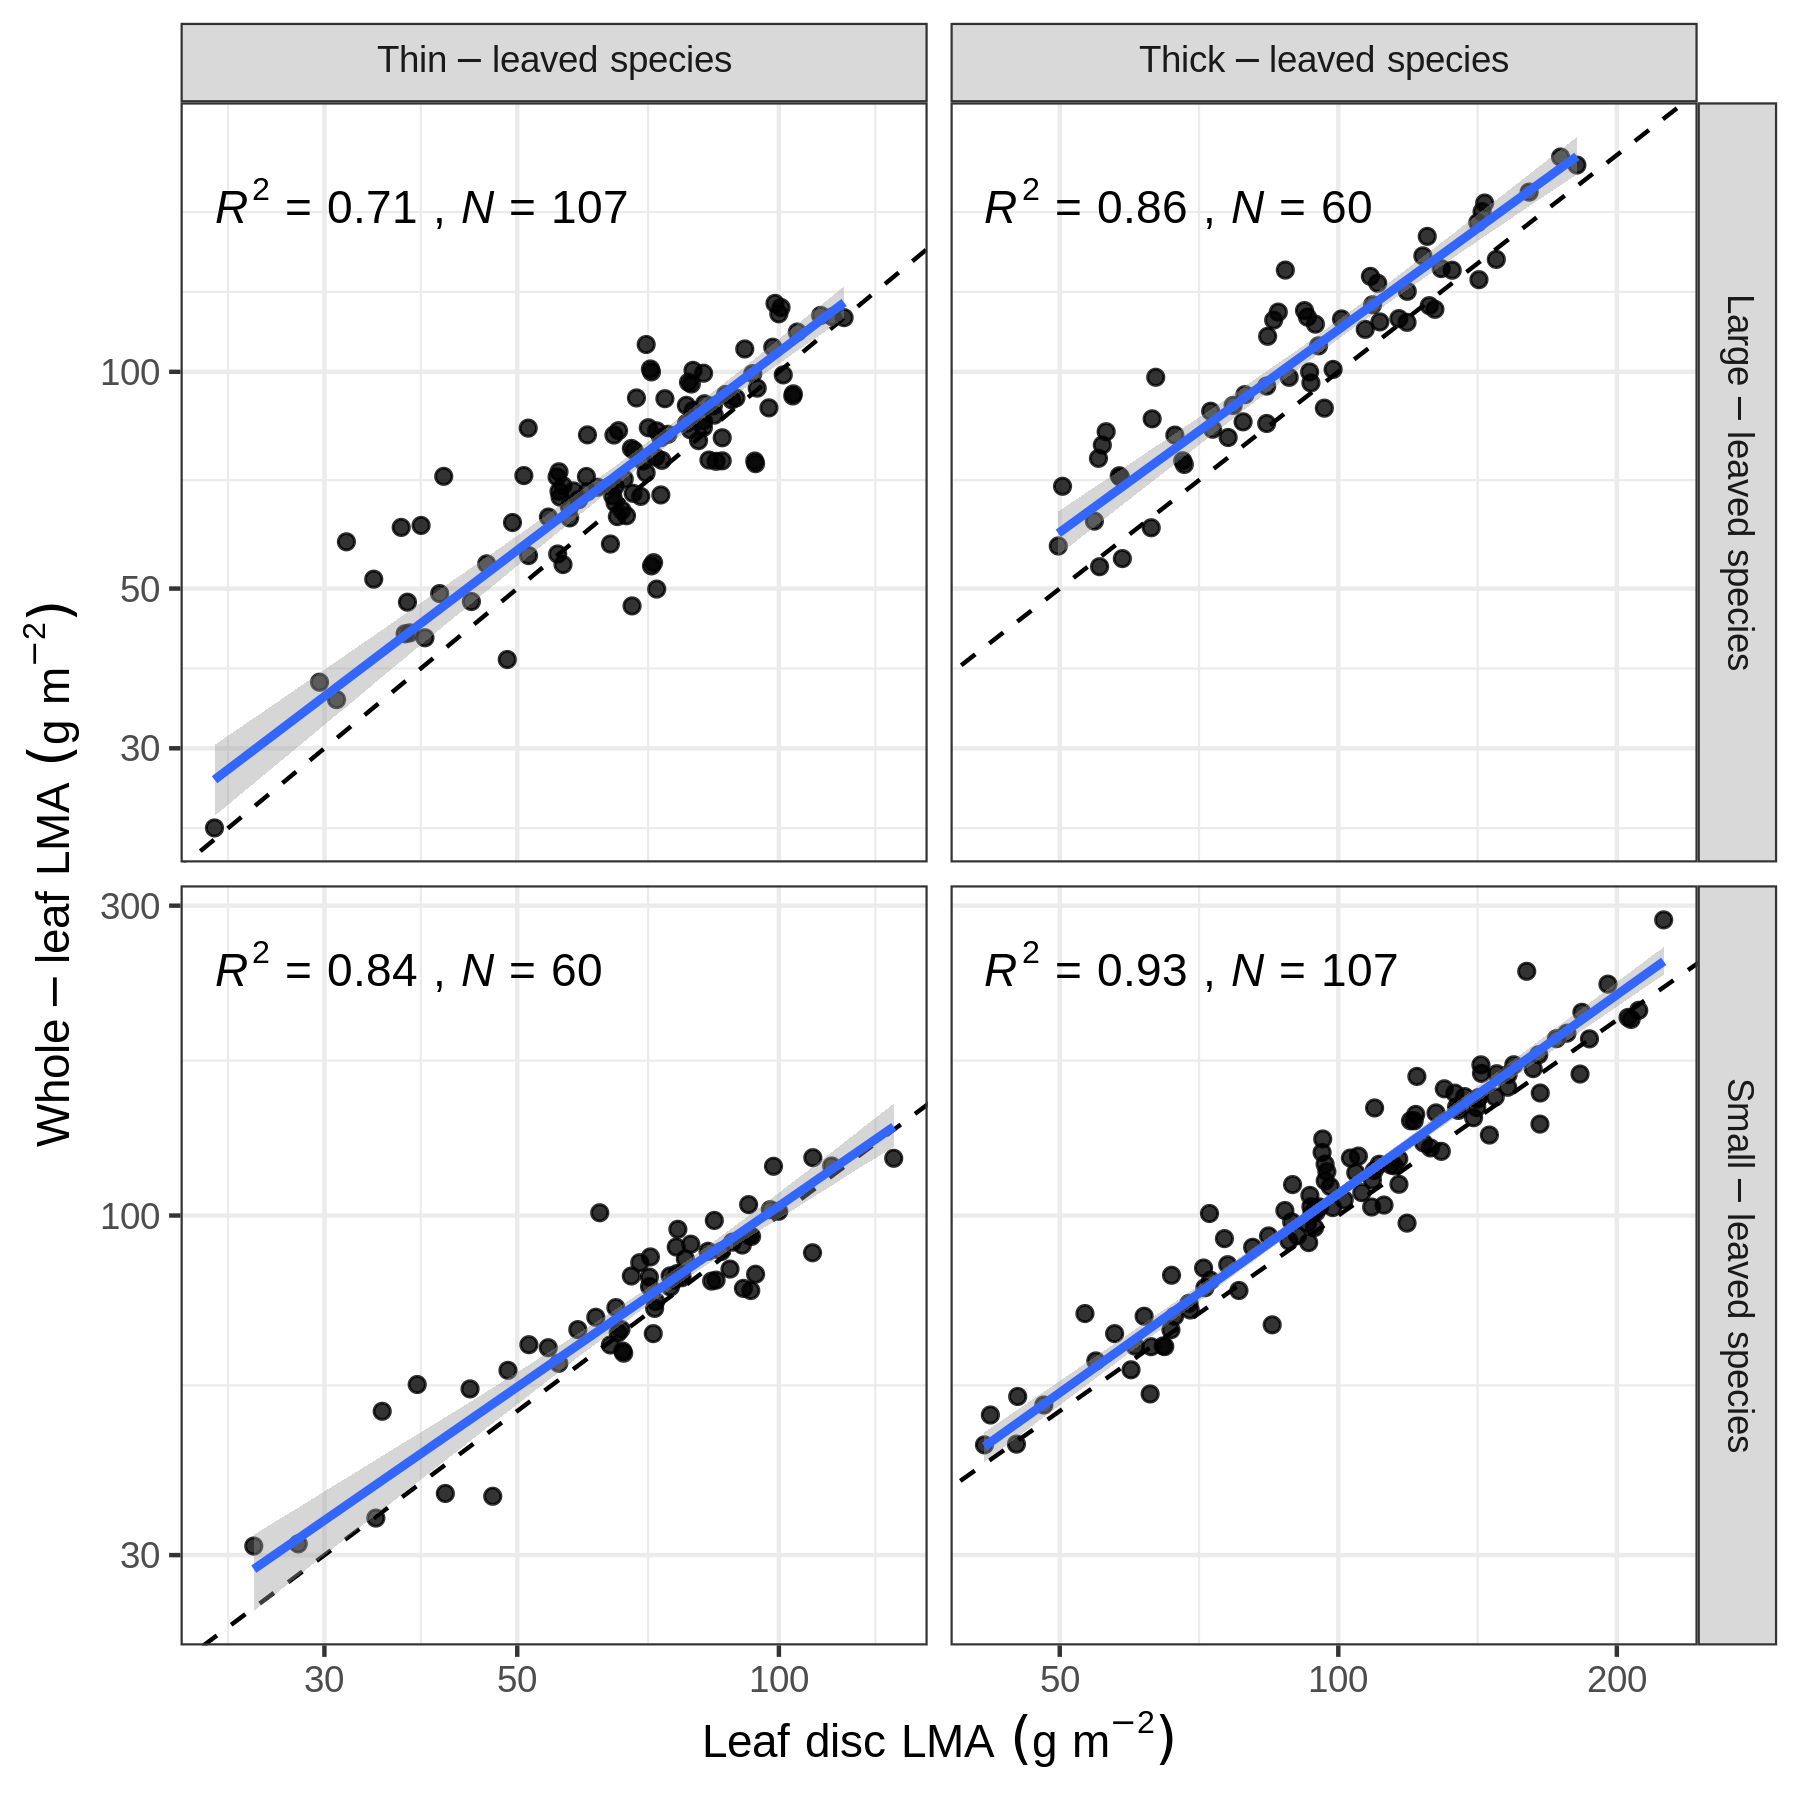 Thin – leaved species
Thick – leaved species
R² = 0.71 , N = 107
R² = 0.86 , N = 60
Large – leaved species
100
50
30
R² = 0.84 , N = 60
R² = 0.93 , N = 107
Small – leaved species
300
100
30
Whole – leaf LMA (g m⁻²)
30 50 100
50 100 200
Leaf disc LMA (g m⁻²)